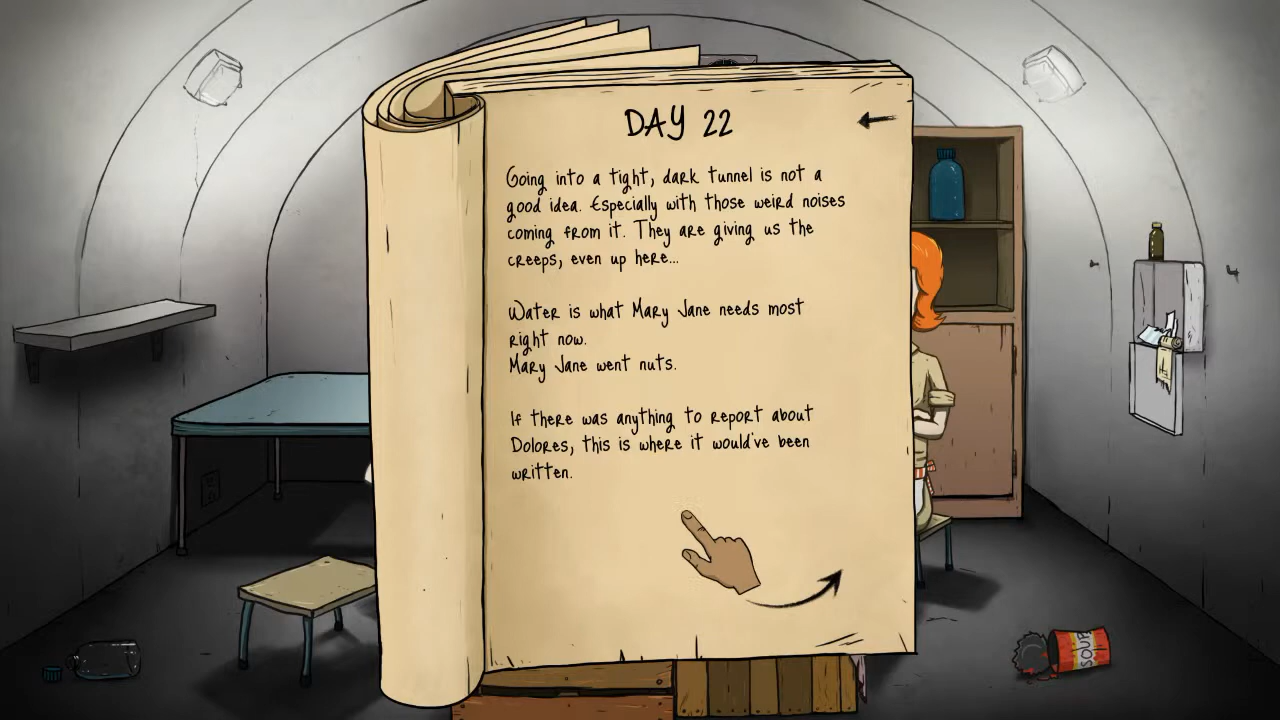 DAY 22
Going into a tight, dark tunnel is not a
good idea. Especially with those weird noises
coming from it. They are giving us the
creeps, even up here...
Water is what Mary Jane needs most
right now.
Mary Jane went nuts.
If there was anything to report about
Dolores, this is where it would've been
written.
SOUP